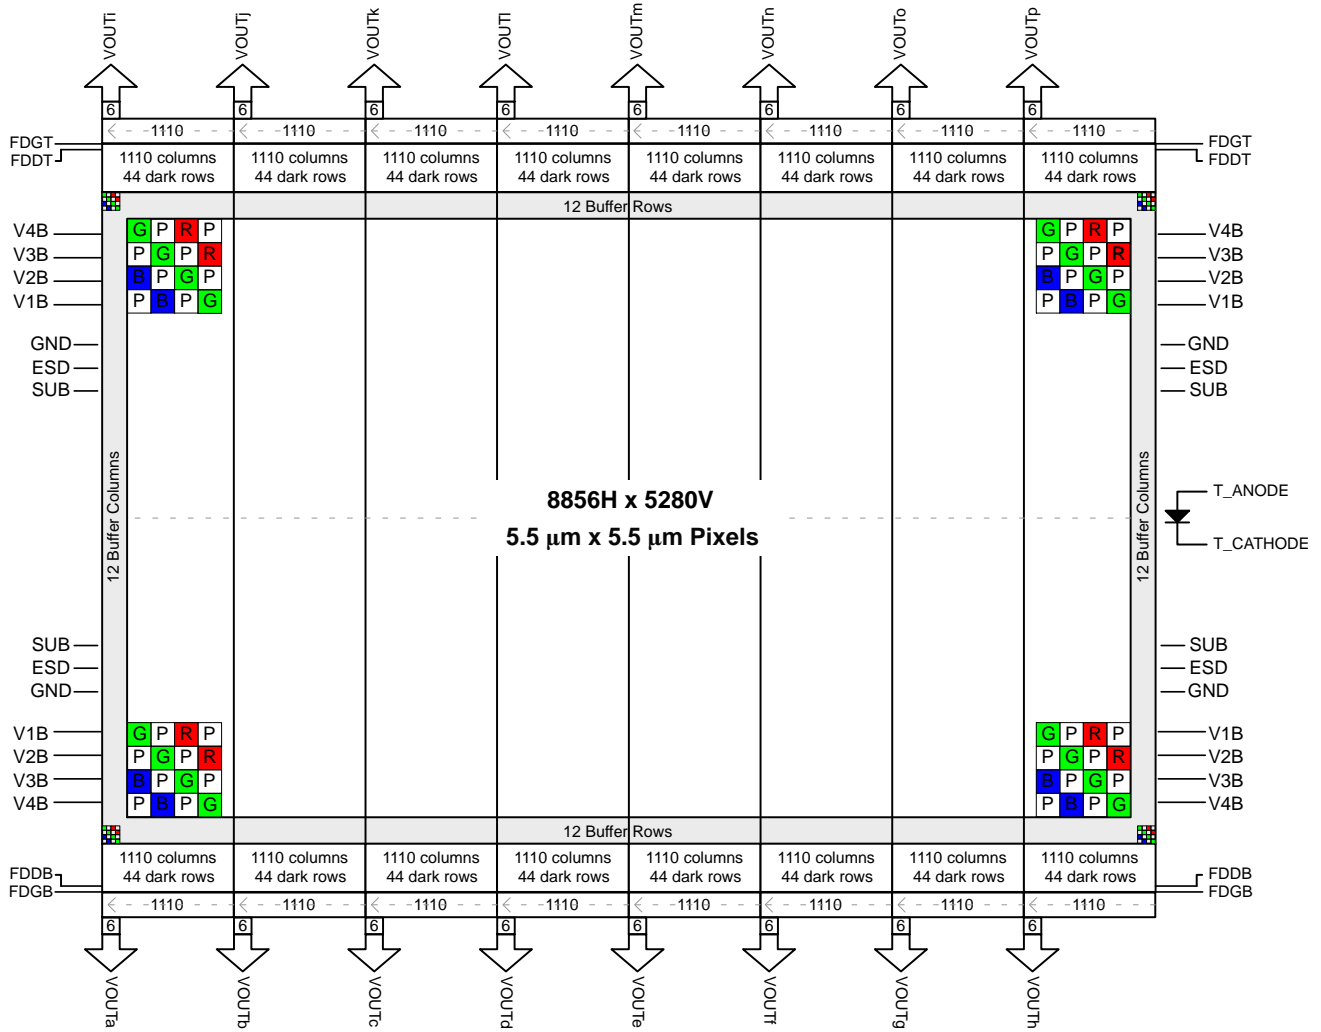 VOUTi VOUTj VOUTk VOUTl VOUTm VOUTn VOUTo VOUTp
6 6 6 6 6 6 6 6
1110 1110 1110 1110 1110 1110 1110 1110
FDGT FDGT
FDDT FDDT
1110 columns 1110 columns 1110 columns 1110 columns 1110 columns 1110 columns 1110 columns 1110 columns
44 dark rows 44 dark rows 44 dark rows 44 dark rows 44 dark rows 44 dark rows 44 dark rows 44 dark rows
12 Buffer Rows
V4B G P R P G P R P V4B
V3B P G P R P G P R V3B
V2B B P G P B P G P V2B
V1B P B P G P B P G V1B
GND GND
ESD ESD
SUB SUB
12 Buffer Columns
8856H x 5280V
5.5 μm x 5.5 μm Pixels
12 Buffer Columns
T_ANODE
T_CATHODE
SUB SUB
ESD ESD
GND GND
V1B G P R P G P R P V1B
V2B P G P R P G P R V2B
V3B B P G P B P G P V3B
V4B P B P G P B P G V4B
12 Buffer Rows
1110 columns 1110 columns 1110 columns 1110 columns 1110 columns 1110 columns 1110 columns 1110 columns
44 dark rows 44 dark rows 44 dark rows 44 dark rows 44 dark rows 44 dark rows 44 dark rows 44 dark rows
FDDB FDDB
FDGB FDGB
1110 1110 1110 1110 1110 1110 1110 1110
6 6 6 6 6 6 6 6
VOUTa VOUTb VOUTc VOUTd VOUTe VOUTf VOUTg VOUTh